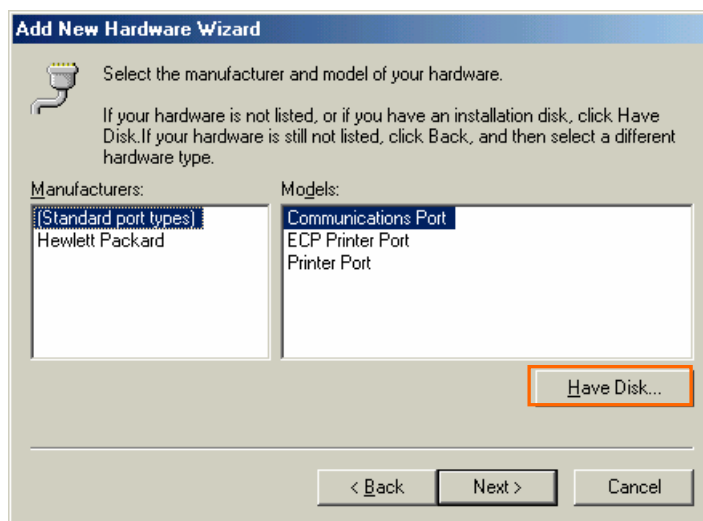 Add New Hardware Wizard
Select the manufacturer and model of your hardware.
If your hardware is not listed, or if you have an installation disk, click Have
Disk.If your hardware is still not listed, click Back, and then select a different
hardware type.
Manufacturers:
Models:
(Standard port types)
Hewlett Packard
Communications Port
ECP Printer Port
Printer Port
Have Disk...
< Back
Next >
Cancel